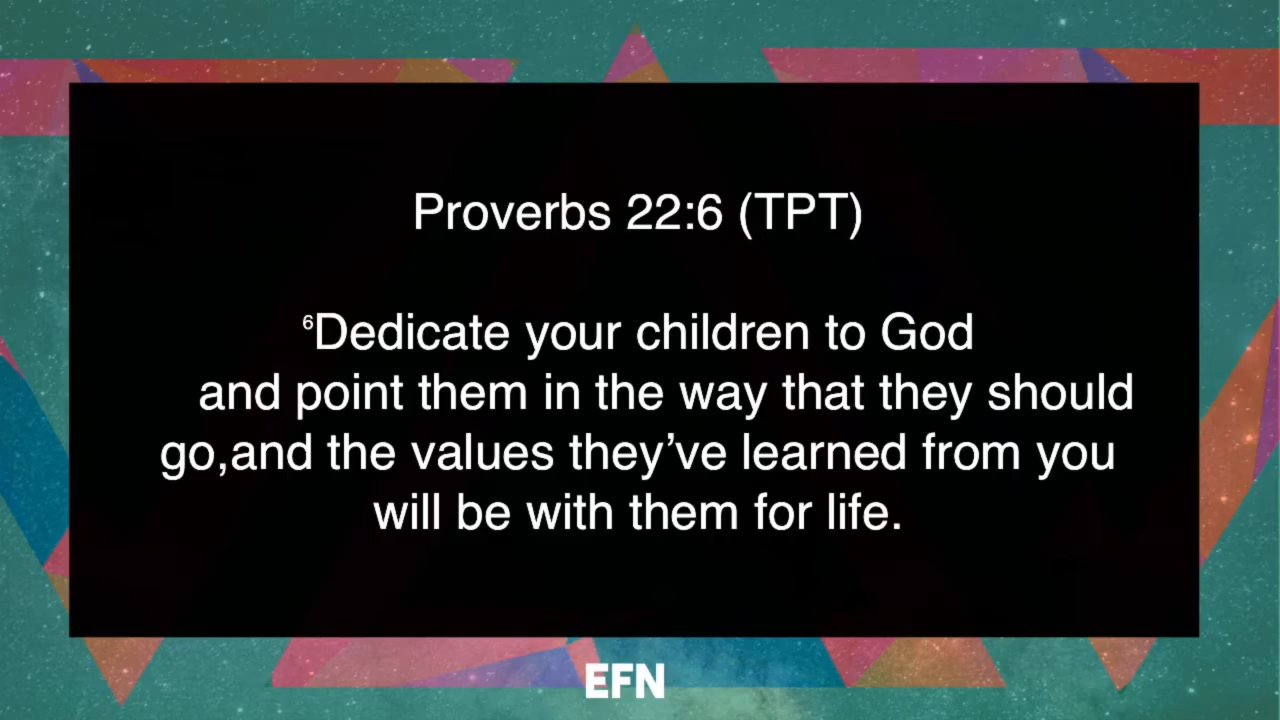 Proverbs 22:6 (TPT)
⁶Dedicate your children to God
and point them in the way that they should
go,and the values they’ve learned from you
will be with them for life.
EFN